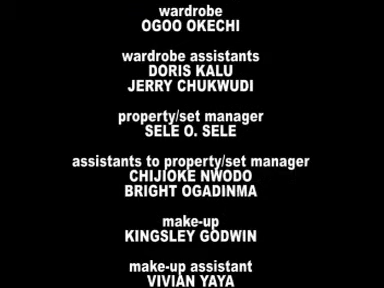 wardrobe
OGOO OKECHI
wardrobe assistants
DORIS KALU
JERRY CHUKWUDI
property/set manager
SELE O. SELE
assistants to property/set manager
CHIJIOKE NWODO
BRIGHT OGADINMA
make-up
KINGSLEY GODWIN
make-up assistant
VIVIAN YAYA